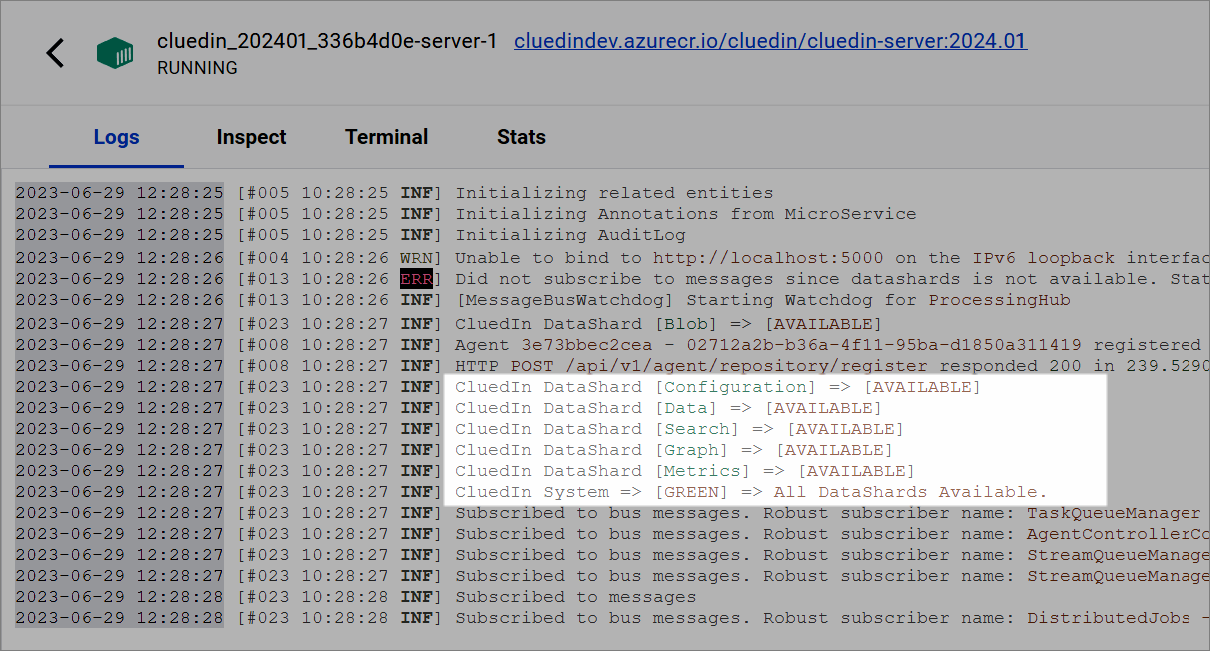 cluedin_202401_336b4d0e-server-1 cluedindev.azurecr.io/cluedin/cluedin-server:2024.01
RUNNING
Logs Inspect Terminal Stats
2023-06-29 12:28:25 [#005 10:28:25 INF] Initializing related entities
2023-06-29 12:28:25 [#005 10:28:25 INF] Initializing Annotations from MicroService
2023-06-29 12:28:25 [#005 10:28:25 INF] Initializing AuditLog
2023-06-29 12:28:26 [#004 10:28:26 WRN] Unable to bind to http://localhost:5000 on the IPv6 loopback interfac
2023-06-29 12:28:26 [#013 10:28:26 ERR] Did not subscribe to messages since datashards is not available. Stat
2023-06-29 12:28:26 [#013 10:28:26 INF] [MessageBusWatchdog] Starting Watchdog for ProcessingHub
2023-06-29 12:28:27 [#023 10:28:27 INF] CluedIn DataShard [Blob] => [AVAILABLE]
2023-06-29 12:28:27 [#008 10:28:27 INF] Agent 3e73bbec2cea - 02712a2b-b36a-4f11-95ba-d1850a311419 registered
2023-06-29 12:28:27 [#008 10:28:27 INF] HTTP POST /api/v1/agent/repository/register responded 200 in 239.5290
2023-06-29 12:28:27 [#023 10:28:27 INF] CluedIn DataShard [Configuration] => [AVAILABLE]
2023-06-29 12:28:27 [#023 10:28:27 INF] CluedIn DataShard [Data] => [AVAILABLE]
2023-06-29 12:28:27 [#023 10:28:27 INF] CluedIn DataShard [Search] => [AVAILABLE]
2023-06-29 12:28:27 [#023 10:28:27 INF] CluedIn DataShard [Graph] => [AVAILABLE]
2023-06-29 12:28:27 [#023 10:28:27 INF] CluedIn DataShard [Metrics] => [AVAILABLE]
2023-06-29 12:28:27 [#023 10:28:27 INF] CluedIn System => [GREEN] => All DataShards Available.
2023-06-29 12:28:27 [#023 10:28:27 INF] Subscribed to bus messages. Robust subscriber name: TaskQueueManager
2023-06-29 12:28:27 [#023 10:28:27 INF] Subscribed to bus messages. Robust subscriber name: AgentControllerCo
2023-06-29 12:28:27 [#023 10:28:27 INF] Subscribed to bus messages. Robust subscriber name: StreamQueueManage
2023-06-29 12:28:27 [#023 10:28:27 INF] Subscribed to bus messages. Robust subscriber name: StreamQueueManage
2023-06-29 12:28:28 [#023 10:28:28 INF] Subscribed to messages
2023-06-29 12:28:28 [#023 10:28:28 INF] Subscribed to bus messages. Robust subscriber name: DistributedJobs -